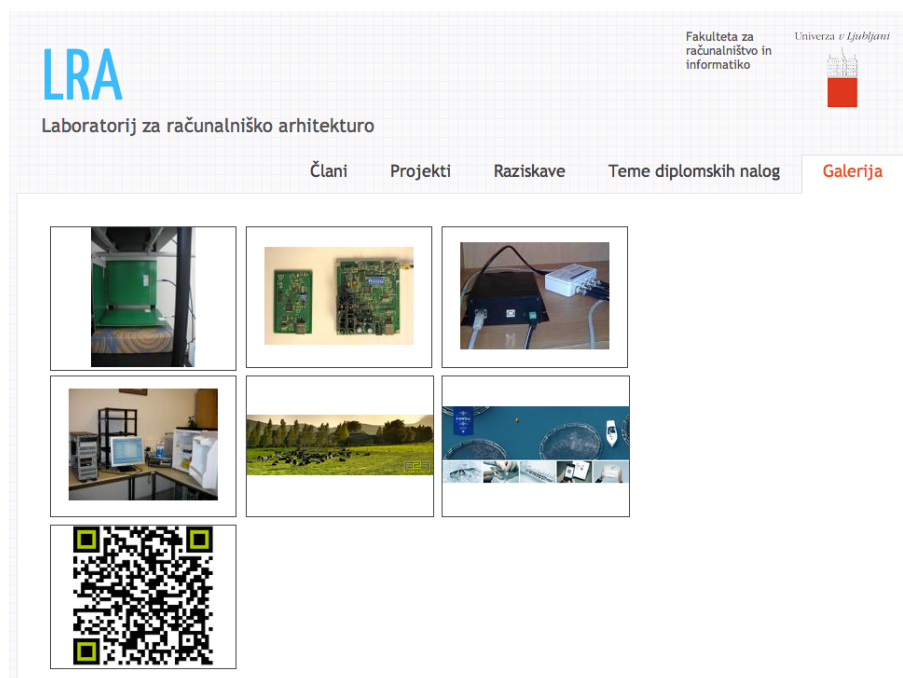 LRA
Laboratorij za računalniško arhitekturo
Fakulteta za
računalništvo in
informatiko
Univerza v Ljubljani
Člani
Projekti
Raziskave
Teme diplomskih nalog
Galerija